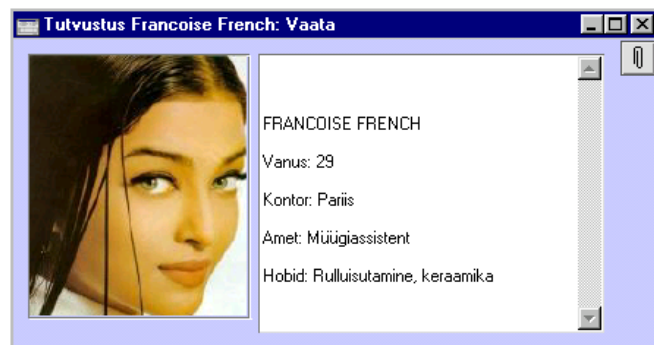 Tutvustus Francoise French: Vaata
FRANCOISE FRENCH
Vanus: 29
Kontor: Pariis
Amet: Müügiassistent
Hobid: Rulluisutamine, keraamika